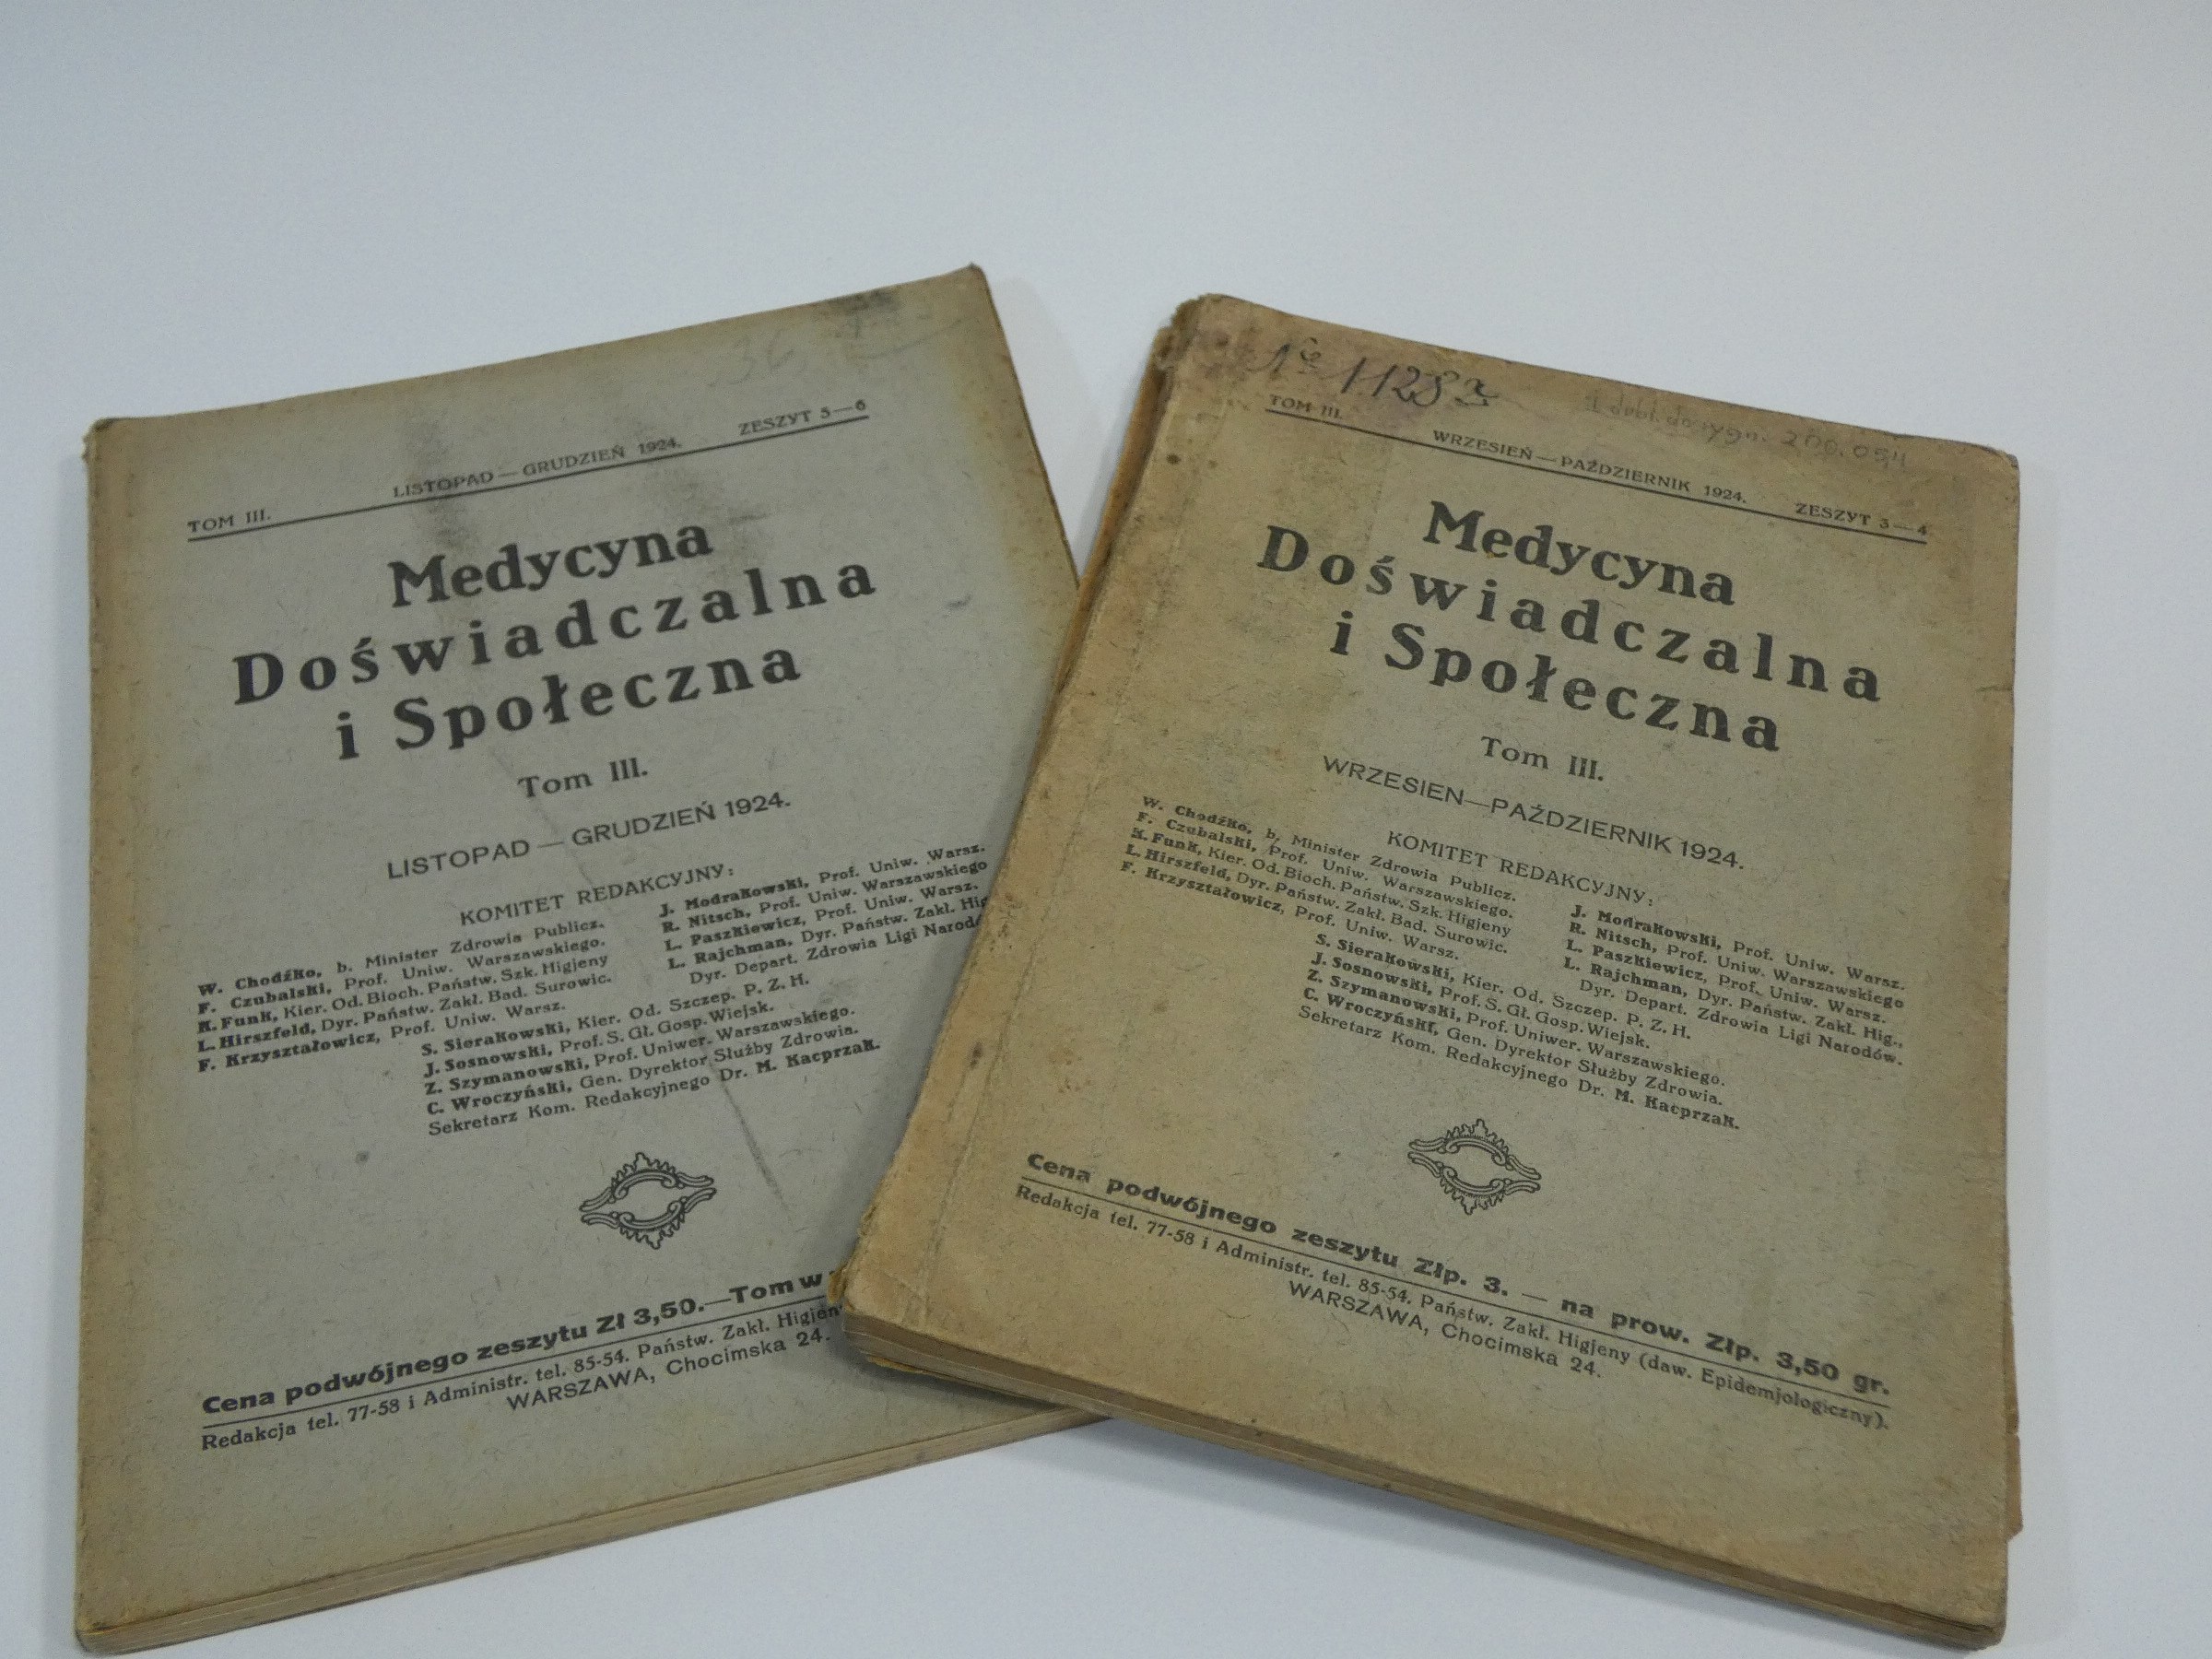 TOM III. LISTOPAD — GRUDZIEŃ 1924. ZESZYT 5—6
Medycyna
Doświadczalna
i Społeczna
Tom III.
LISTOPAD — GRUDZIEŃ 1924.
KOMITET REDAKCYJNY:
W. Chodźko, b. Minister Zdrowia Publicz.
F. Czubalski, Prof. Uniw. Warszawskiego.
K. Funk, Kier. Od. Bioch. Państw. Szk. Higjeny
L. Hirszfeld, Dyr. Państw. Zakł. Bad. Surowic.
F. Krzyształowicz, Prof. Uniw. Warsz.
J. Modrakowski, Prof. Uniw. Warsz.
R. Nitsch, Prof. Uniw. Warszawskiego
L. Paszkiewicz, Prof. Uniw. Warsz.
L. Rajchman, Dyr. Państw. Zakł. Hig
Dyr. Depart. Zdrowia Ligi Narodó
S. Sierakowski, Kier. Od. Szczep. P. Z. H.
J. Sosnowski, Prof. S. Gł. Gosp. Wiejsk.
Z. Szymanowski, Prof. Uniwer. Warszawskiego.
C. Wroczyński, Gen. Dyrektor Służby Zdrowia.
Sekretarz Kom. Redakcyjnego Dr. M. Kacprzak.
Cena podwójnego zeszytu Zł 3,50.—Tom w
Redakcja tel. 77-58 i Administr. tel. 85-54. Państw. Zakł. Higjen
WARSZAWA, Chocimska 24.
№ 1128
dubl. do sygn. 200.054
TOM III. WRZESIEŃ — PAŹDZIERNIK 1924. ZESZYT 3—4
Medycyna
Doświadczalna
i Społeczna
Tom III.
WRZESIEN—PAŹDZIERNIK 1924.
KOMITET REDAKCYJNY:
W. Chodźko, b. Minister Zdrowia Publicz.
F. Czubalski, Prof. Uniw. Warszawskiego.
K. Funk, Kier. Od. Bioch. Państw. Szk. Higjeny
L. Hirszfeld, Dyr. Państw. Zakł. Bad. Surowic.
F. Krzyształowicz, Prof. Uniw. Warsz.
J. Modrakowski, Prof. Uniw. Warsz.
R. Nitsch, Prof. Uniw. Warszawskiego
L. Paszkiewicz, Prof. Uniw. Warsz.
L. Rajchman, Dyr. Państw. Zakł. Hig.,
Dyr. Depart. Zdrowia Ligi Narodów.
S. Sierakowski, Kier. Od. Szczep. P. Z. H.
J. Sosnowski, Prof. S. Gł. Gosp. Wiejsk.
Z. Szymanowski, Prof. Uniwer. Warszawskiego.
C. Wroczyński, Gen. Dyrektor Służby Zdrowia.
Sekretarz Kom. Redakcyjnego Dr. M. Kacprzak.
Cena podwójnego zeszytu Złp. 3. — na prow. Złp. 3,50 gr.
Redakcja tel. 77-58 i Administr. tel. 85-54. Państw. Zakł. Higjeny (daw. Epidemjologiczny).
WARSZAWA, Chocimska 24.